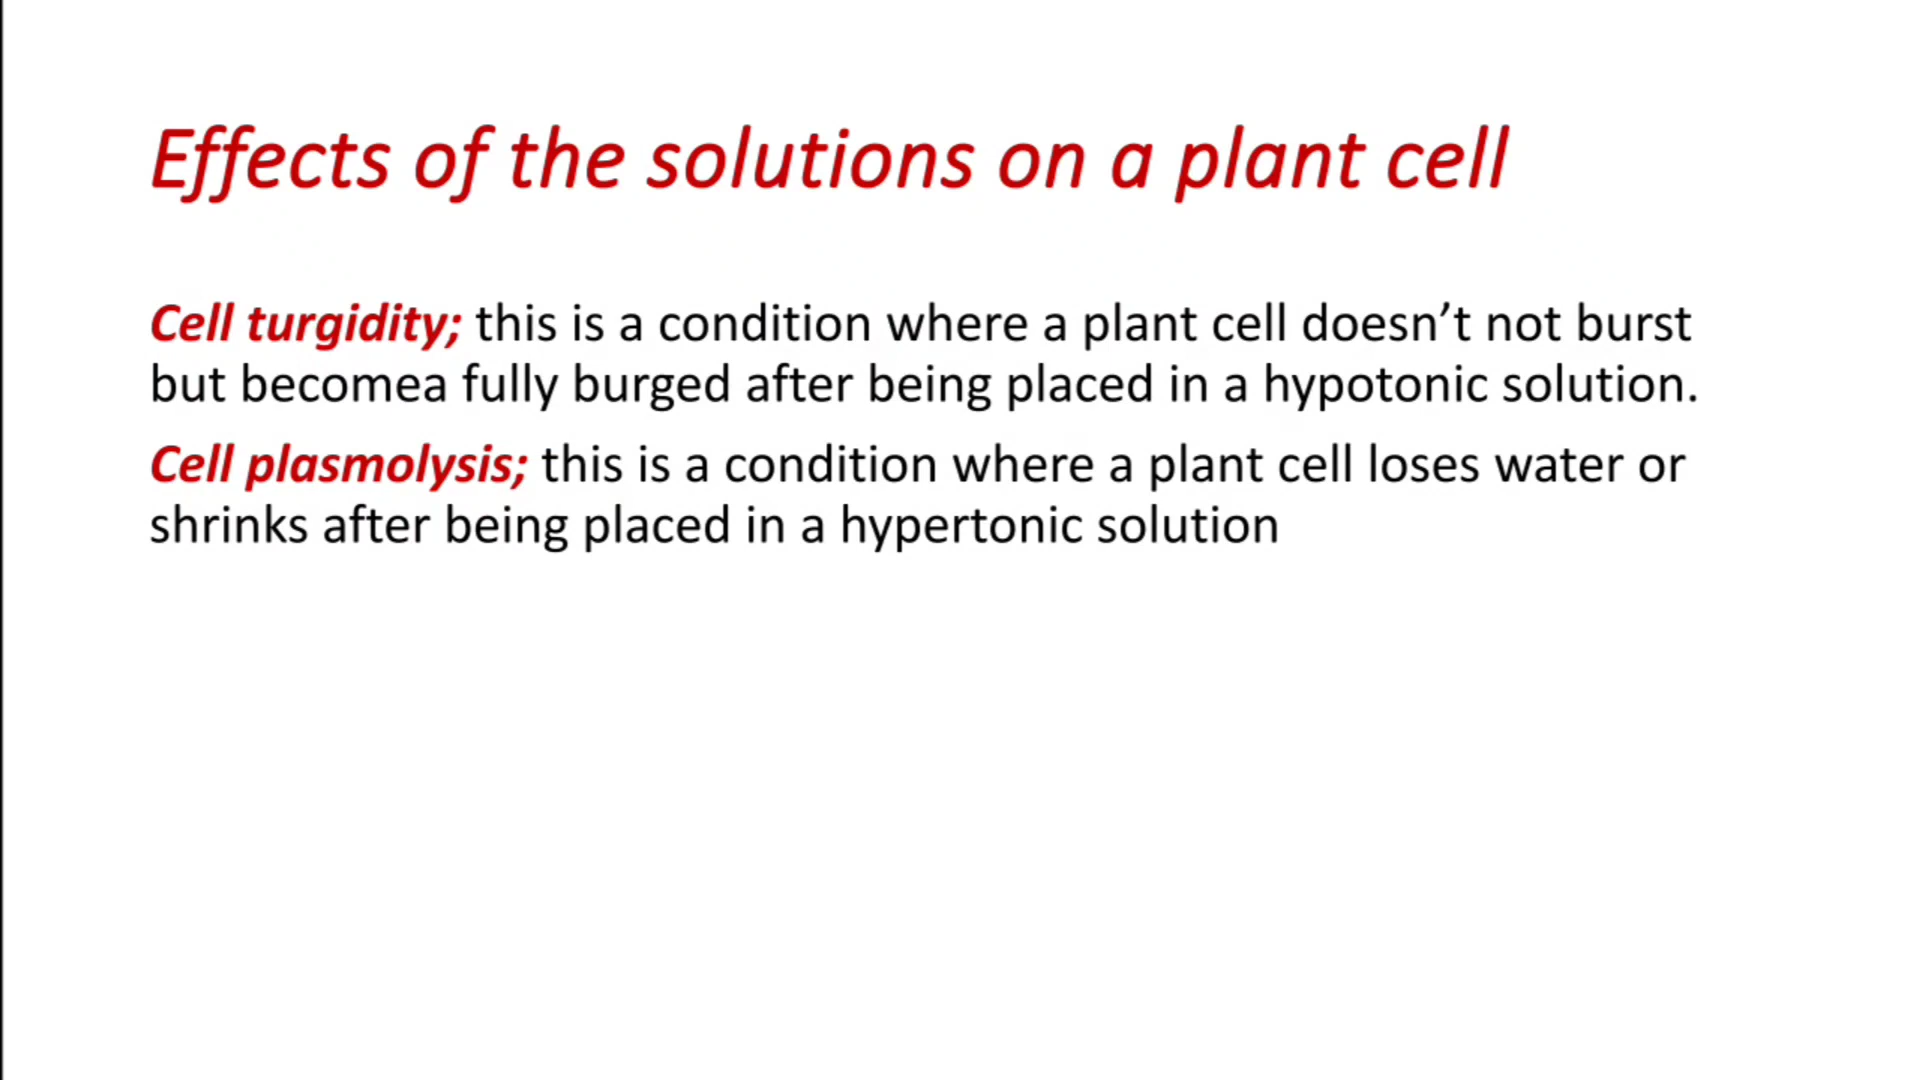 Effects of the solutions on a plant cell
Cell turgidity; this is a condition where a plant cell doesn’t not burst
but becomea fully burged after being placed in a hypotonic solution.
Cell plasmolysis; this is a condition where a plant cell loses water or
shrinks after being placed in a hypertonic solution